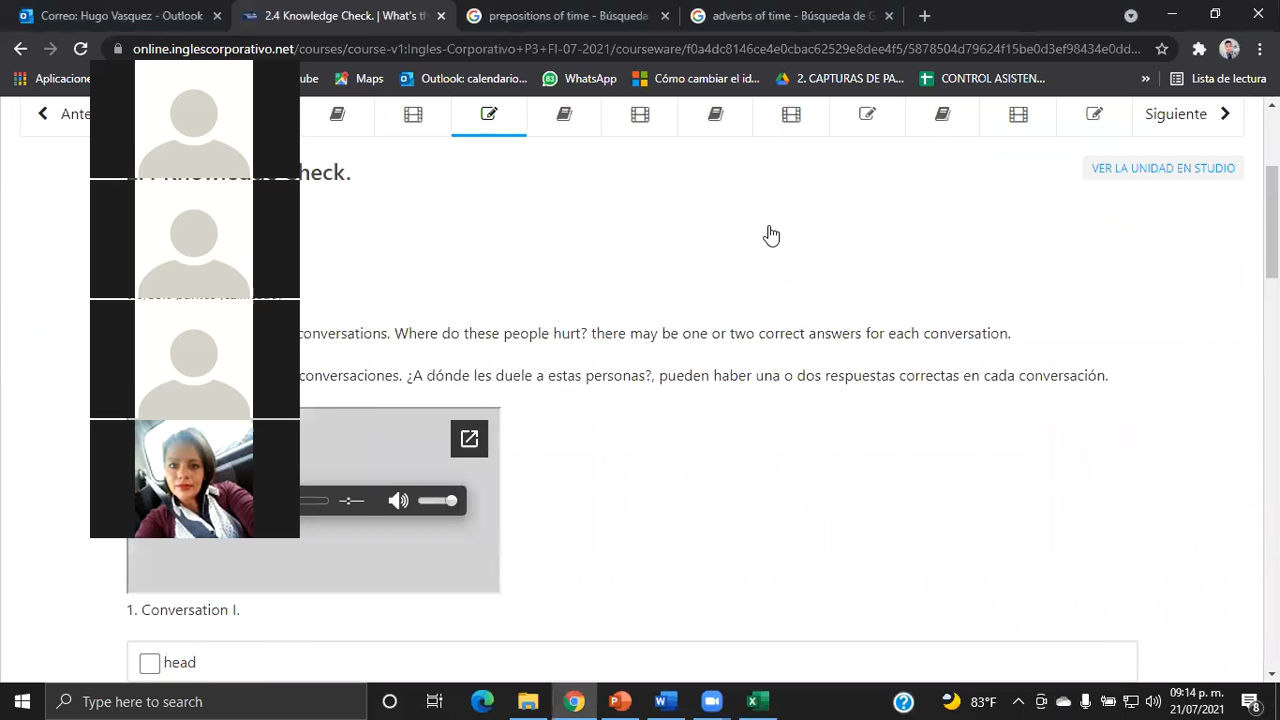 Correo: Hugo Vasquez - Outlook
2.4 Knowledge Check. | What's th
prepositions of time - Búsqueda
adverbs of time - Búsqueda de G
online.inglescorporativo.net/courses/course-v1:Ingles-Corporativo+P3+FI-07-2021/courseware/f0a4dc8146ce4e0cbac62529e8dee4f5/5878504d79624f15be0d3ef98434e0dd...
Aplicacione
ube
Maps
Outlook: calendario...
WhatsApp
Cómo cambiar el id...
2. CAPTURAS DE PA...
CONTROL ASISTEN...
»
Lista de lectura
Ante
Siguiente
Check.
VER LA UNIDAD EN STUDIO
conversations. Where do these people hurt? there may be one or two correct answers for each conversation.
conversaciones. ¿A dónde les duele a estas personas?, pueden haber una o dos respuestas correctas en cada conversación.
1. Conversation I.
head
Type here to search
83°F
09:14 p. m.
21/07/2021
8